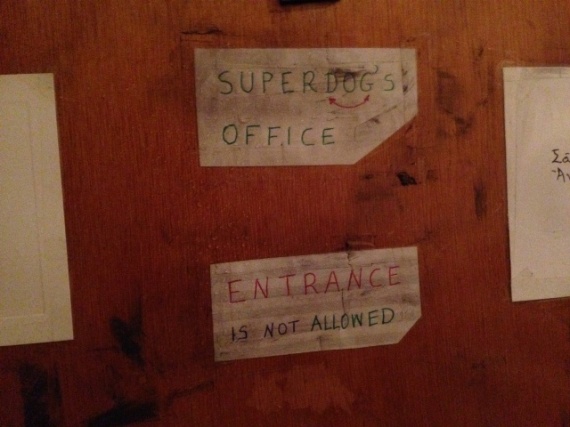 SUPERDOG'S
OFFICE
ENTRANCE
IS NOT ALLOWED